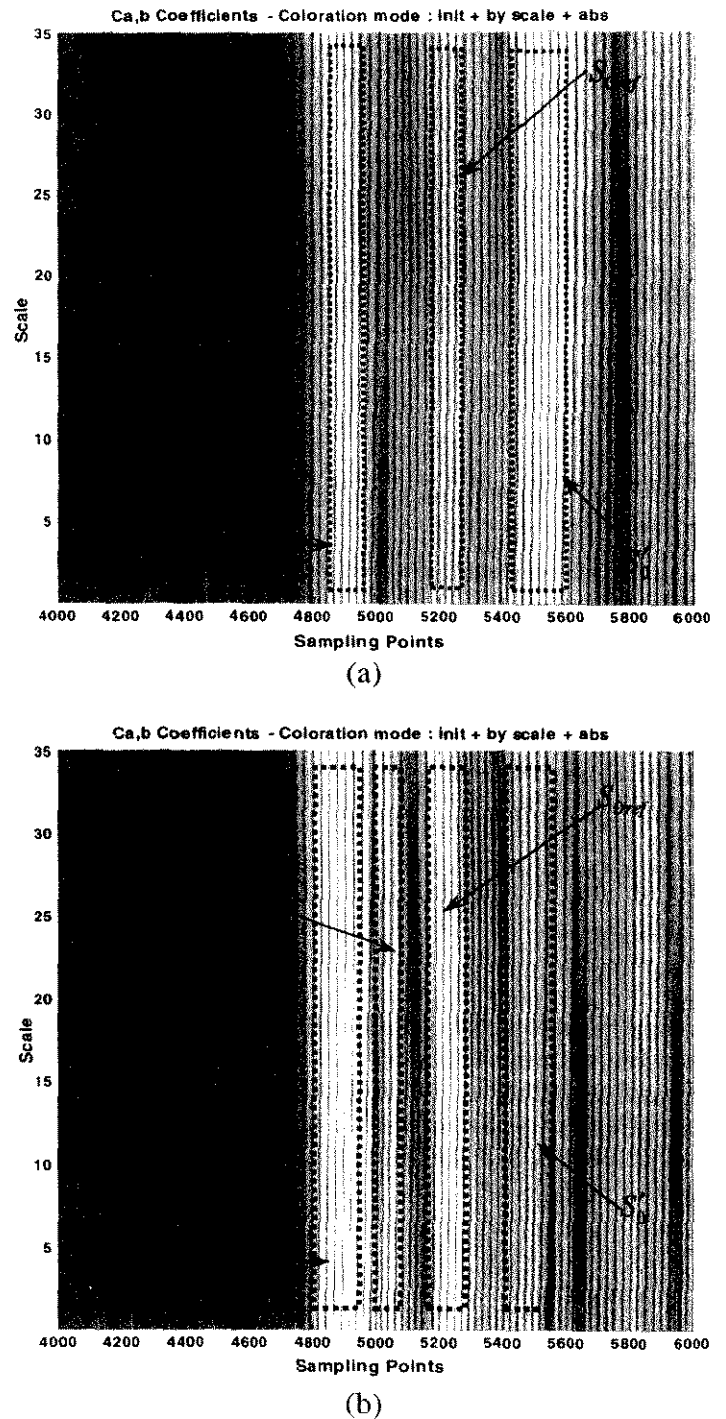 Ca,b Coefficients - Coloration mode : init + by scale + abs
35
30
25
20
15
10
5
Scale
4000 4200 4400 4600 4800 5000 5200 5400 5600 5800 6000
Sampling Points
(a)
Ca,b Coefficients - Coloration mode : init + by scale + abs
35
30
25
20
15
10
5
Scale
4000 4200 4400 4600 4800 5000 5200 5400 5600 5800 6000
Sampling Points
(b)